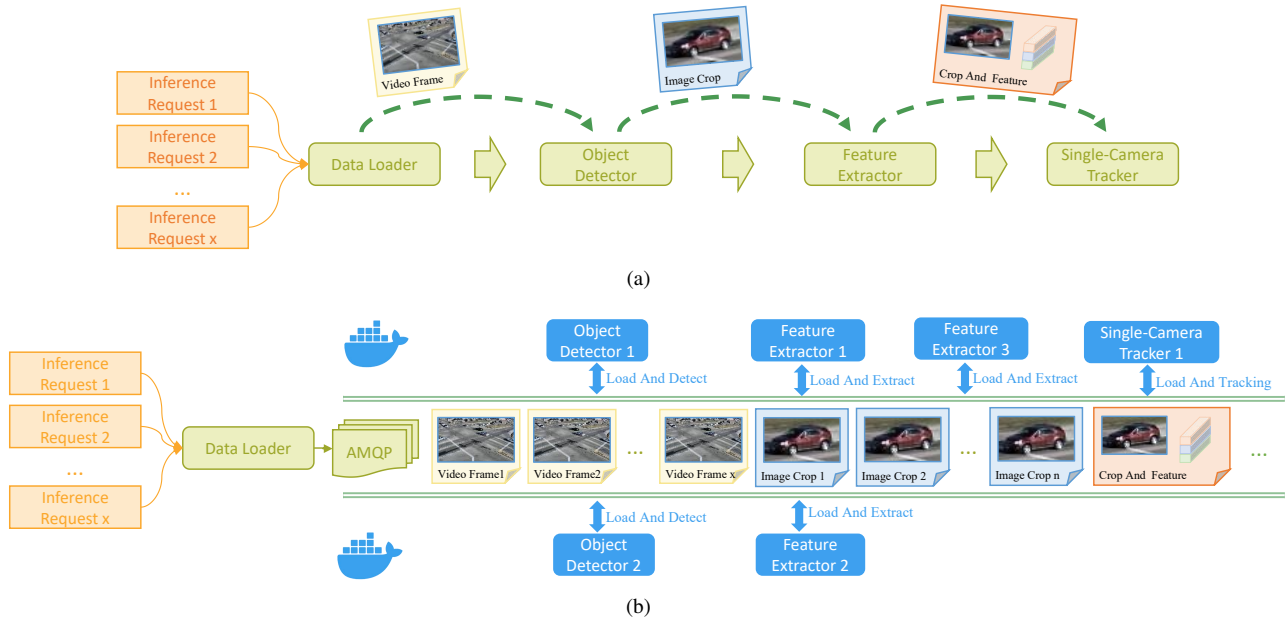 Video Frame
Image Crop
Crop And Feature
Inference
Request 1
Inference
Request 2
...
Inference
Request x
Data Loader
Object
Detector
Feature
Extractor
Single-Camera
Tracker
(a)
Object
Detector 1
Feature
Extractor 1
Feature
Extractor 3
Single-Camera
Tracker 1
Load And Detect
Load And Extract
Load And Extract
Load And Tracking
Inference
Request 1
Inference
Request 2
...
Inference
Request x
Data Loader
AMQP
Video Frame1
Video Frame2
...
Video Frame x
Image Crop 1
Image Crop 2
...
Image Crop n
Crop And Feature
...
Load And Detect
Load And Extract
Object
Detector 2
Feature
Extractor 2
(b)